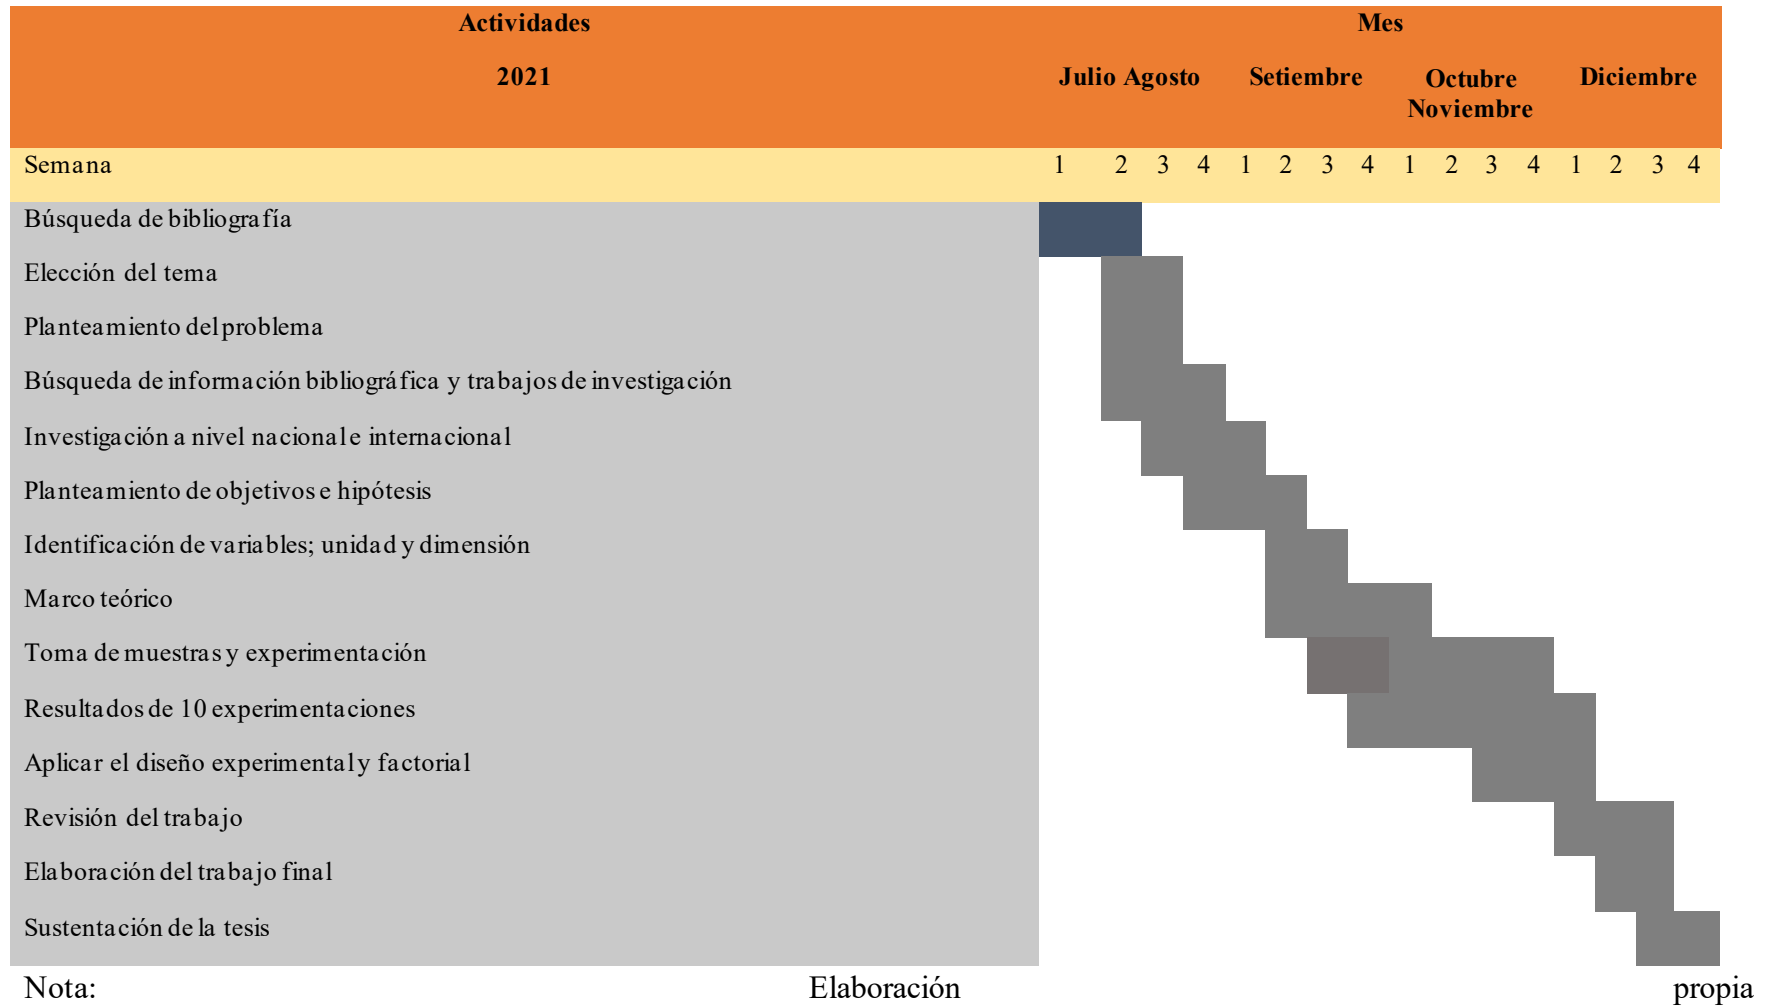 Actividades Mes
2021 Julio Agosto Setiembre Octubre Diciembre
Noviembre
Semana 1 2 3 4 1 2 3 4 1 2 3 4 1 2 3 4
Búsqueda de bibliografía
Elección del tema
Planteamiento del problema
Búsqueda de información bibliográfica y trabajos de investigación
Investigación a nivel nacional e internacional
Planteamiento de objetivos e hipótesis
Identificación de variables; unidad y dimensión
Marco teórico
Toma de muestras y experimentación
Resultados de 10 experimentaciones
Aplicar el diseño experimental y factorial
Revisión del trabajo
Elaboración del trabajo final
Sustentación de la tesis
Nota: Elaboración propia